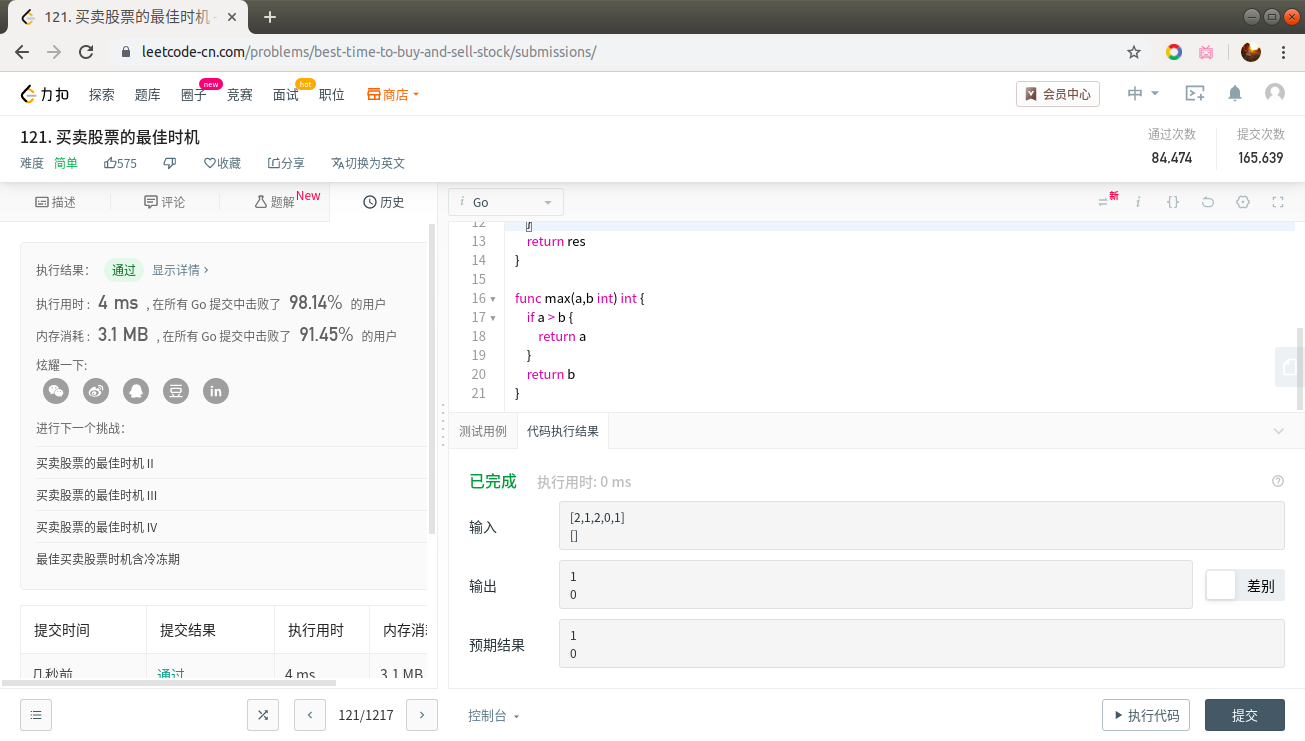 121. 买卖股票的最佳时机 -
leetcode-cn.com/problems/best-time-to-buy-and-sell-stock/submissions/
力扣 探索 题库 圈子 new 竞赛 面试 hot 职位 商店 会员中心 中
121. 买卖股票的最佳时机
难度 简单 575 收藏 分享 切换为英文
通过次数 提交次数
84,474 165,639
描述 评论 题解 New 历史
执行结果： 通过 显示详情 ›
执行用时 : 4 ms , 在所有 Go 提交中击败了 98.14% 的用户
内存消耗 : 3.1 MB , 在所有 Go 提交中击败了 91.45% 的用户
炫耀一下:
豆 in
进行下一个挑战：
买卖股票的最佳时机 II
买卖股票的最佳时机 III
买卖股票的最佳时机 IV
最佳买卖股票时机含冷冻期
提交时间 提交结果 执行用时 内存消
几秒前 通过 4 ms 3.1 MB
121/1217
i Go 新 i {}
12 }
13 return res
14 }
15
16 func max(a,b int) int {
17 if a > b {
18 return a
19 }
20 return b
21 }
测试用例 代码执行结果
已完成 执行用时: 0 ms
输入
[2,1,2,0,1]
[]
输出
1
0
差别
预期结果
1
0
控制台 执行代码 提交